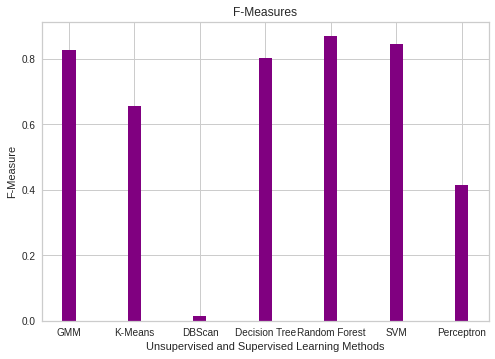 F-Measures
F-Measure
0.8
0.6
0.4
0.2
0.0
GMM K-Means DBScan Decision Tree Random Forest SVM Perceptron
Unsupervised and Supervised Learning Methods